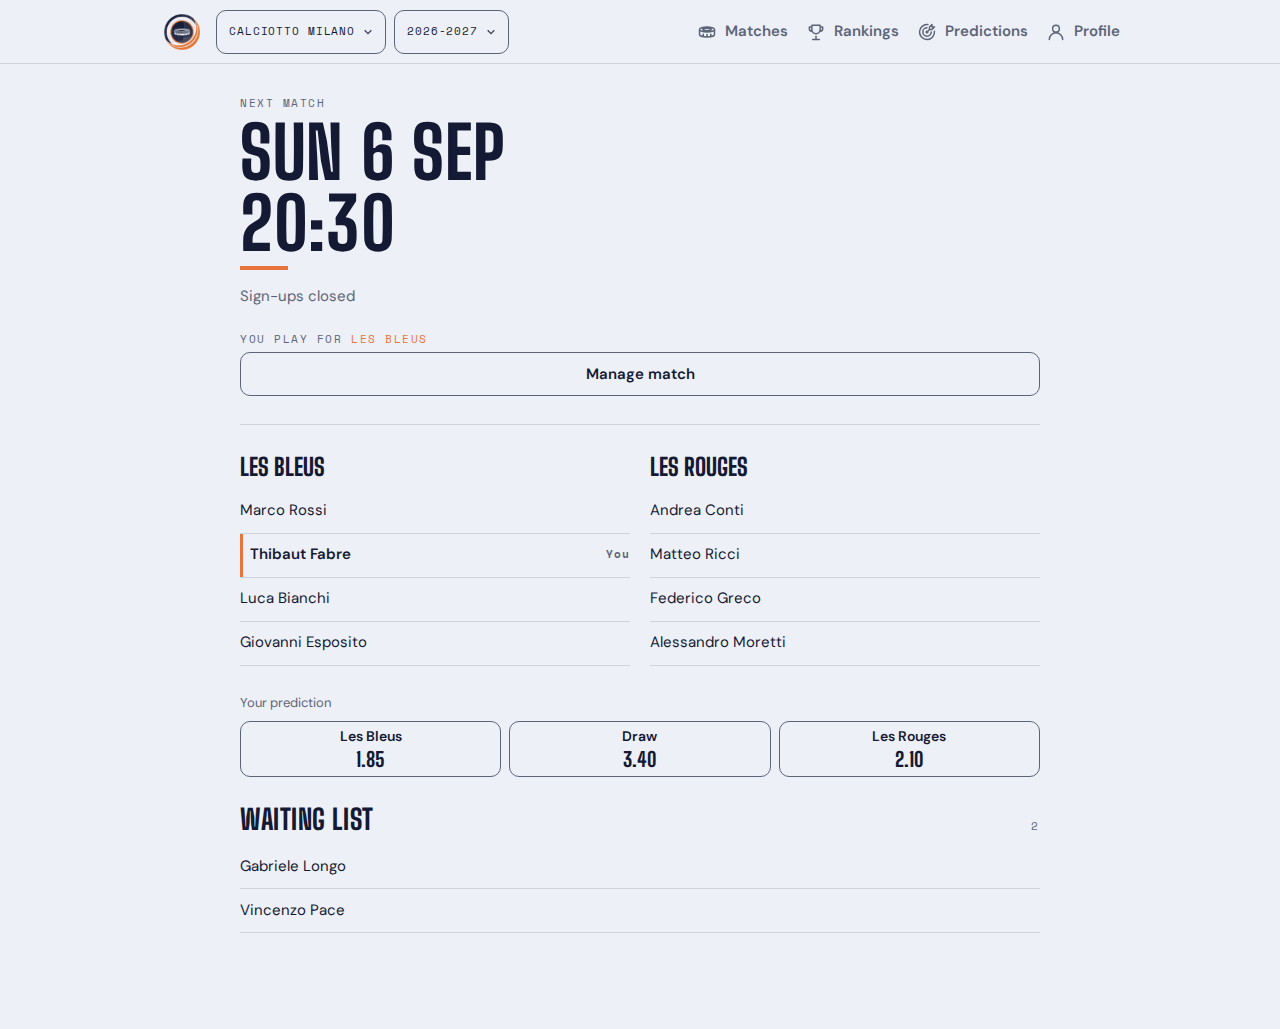 CALCIOTTO MILANO
2026-2027
Matches
Rankings
Predictions
Profile
NEXT MATCH
SUN 6 SEP
20:30
Sign-ups closed
YOU PLAY FOR LES BLEUS
Manage match
LES BLEUS
Marco Rossi
Thibaut Fabre
You
Luca Bianchi
Giovanni Esposito
LES ROUGES
Andrea Conti
Matteo Ricci
Federico Greco
Alessandro Moretti
Your prediction
Les Bleus
1.85
Draw
3.40
Les Rouges
2.10
WAITING LIST
2
Gabriele Longo
Vincenzo Pace